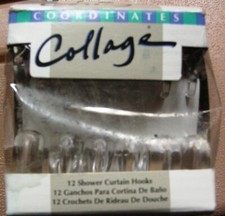 COORDINATES
Collage
12 Shower Curtain Hooks
12 Ganchos Para Cortina De Baño
12 Crochets De Rideau De Douche